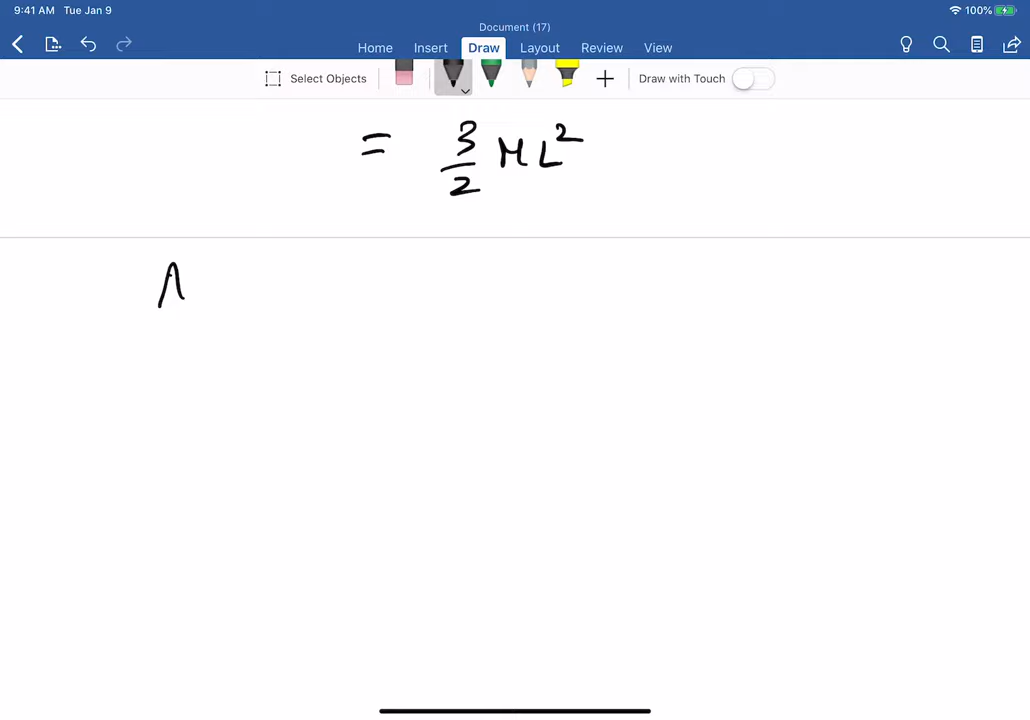 9:41 AM Tue Jan 9
100%
Document (17)
Home Insert Draw Layout Review View
Select Objects
Draw with Touch
= 3/2 ML²